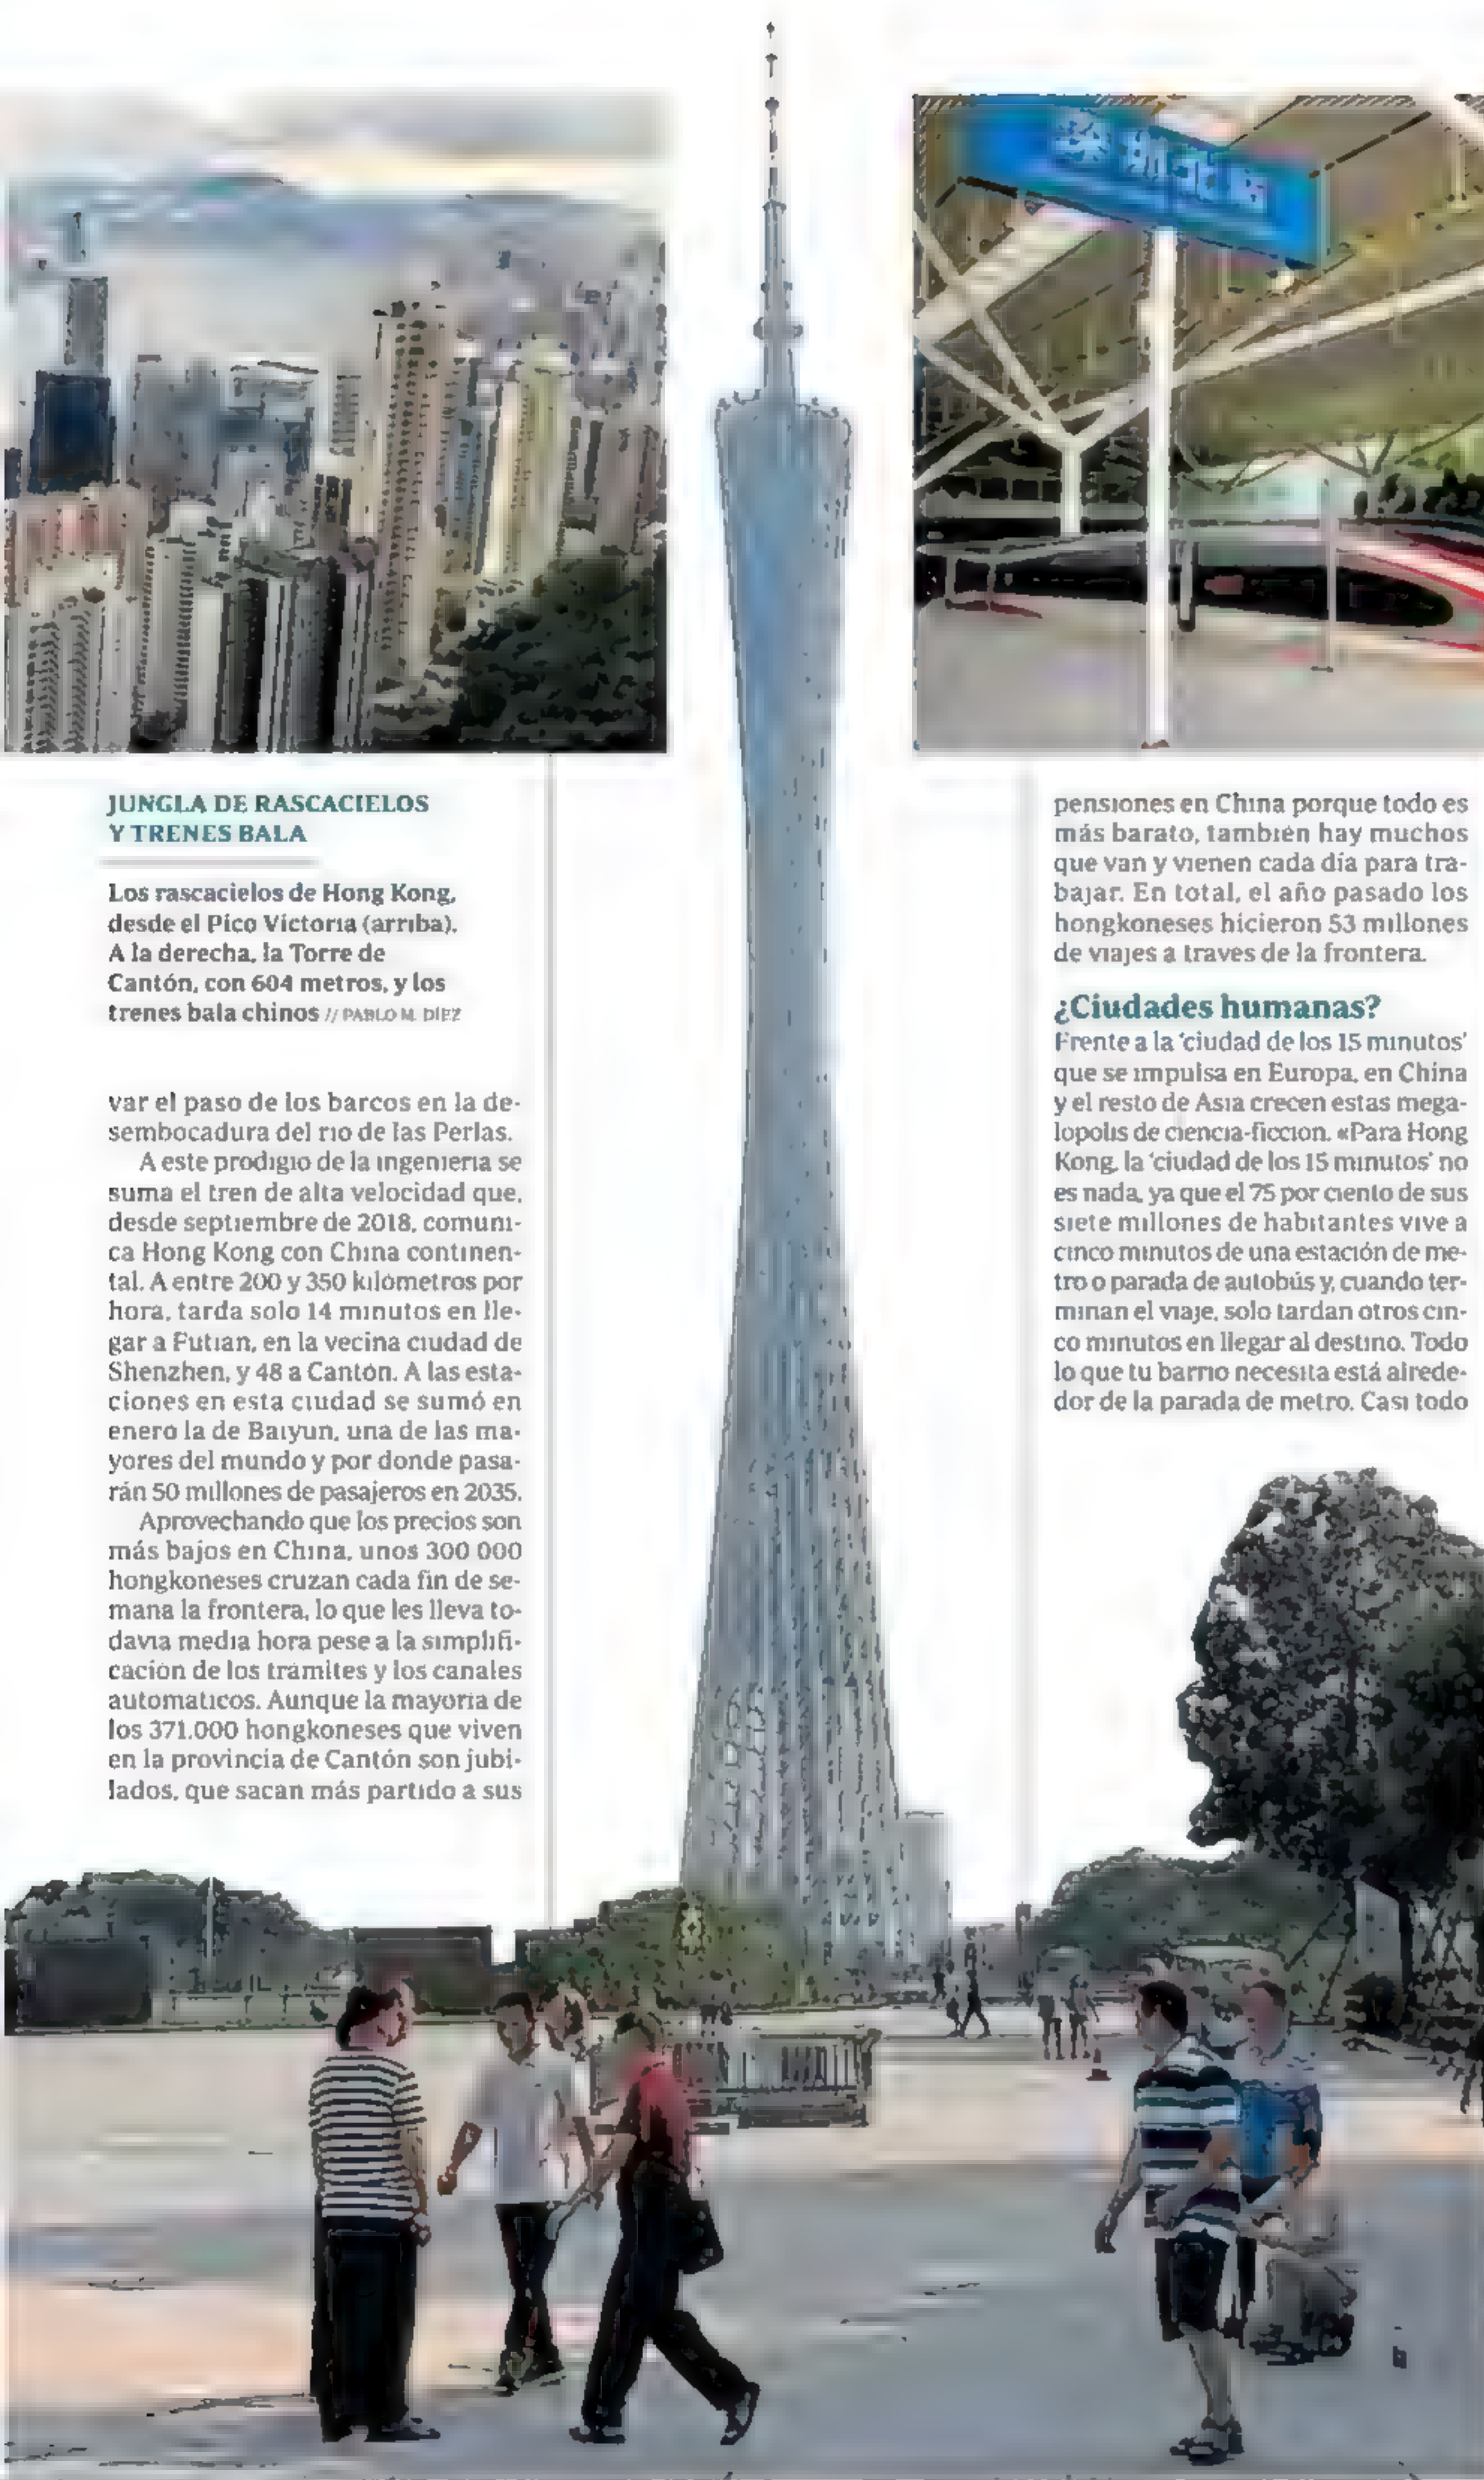 深圳北站
JUNGLA DE RASCACIELOS
Y TRENES BALA
Los rascacielos de Hong Kong,
desde el Pico Victoria (arriba).
A la derecha, la Torre de
Cantón, con 604 metros, y los
trenes bala chinos // PABLO M. DÍEZ
var el paso de los barcos en la de-
sembocadura del río de las Perlas.
A este prodigio de la ingeniería se
suma el tren de alta velocidad que,
desde septiembre de 2018, comuni-
ca Hong Kong con China continen-
tal. A entre 200 y 350 kilómetros por
hora, tarda solo 14 minutos en lle-
gar a Futian, en la vecina ciudad de
Shenzhen, y 48 a Cantón. A las esta-
ciones en esta ciudad se sumó en
enero la de Baiyun, una de las ma-
yores del mundo y por donde pasa-
rán 50 millones de pasajeros en 2035.
Aprovechando que los precios son
más bajos en China, unos 300.000
hongkoneses cruzan cada fin de se-
mana la frontera, lo que les lleva to-
davía media hora pese a la simplifi-
cación de los trámites y los canales
automáticos. Aunque la mayoría de
los 371.000 hongkoneses que viven
en la provincia de Cantón son jubi-
lados, que sacan más partido a sus
pensiones en China porque todo es
más barato, también hay muchos
que van y vienen cada día para tra-
bajar. En total, el año pasado los
hongkoneses hicieron 53 millones
de viajes a través de la frontera.
¿Ciudades humanas?
Frente a la 'ciudad de los 15 minutos'
que se impulsa en Europa, en China
y el resto de Asia crecen estas mega-
lópolis de ciencia-ficción. «Para Hong
Kong, la 'ciudad de los 15 minutos' no
es nada, ya que el 75 por ciento de sus
siete millones de habitantes vive a
cinco minutos de una estación de me-
tro o parada de autobús y, cuando ter-
minan el viaje, solo tardan otros cin-
co minutos en llegar al destino. Todo
lo que tu barrio necesita está alrede-
dor de la parada de metro. Casi todo